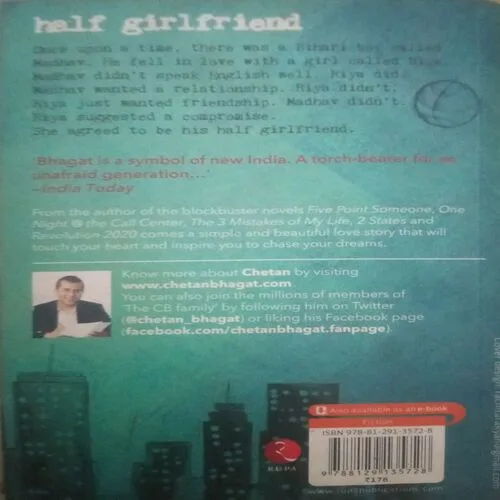 half girlfriend
Once upon a time, there was a Bihari boy called
Madhav. He fell in love with a girl called Riya.
Madhav didn't speak English well. Riya did.
Madhav wanted a relationship. Riya didn't.
Riya just wanted friendship. Madhav didn't.
Riya suggested a compromise.
She agreed to be his half girlfriend.
'Bhagat is a symbol of new India. A torch-bearer for an
unafraid generation...'
–India Today
From the author of the blockbuster novels Five Point Someone, One
Night @ the Call Center, The 3 Mistakes of My Life, 2 States and
Revolution 2020 comes a simple and beautiful love story that will
touch your heart and inspire you to chase your dreams.
Know more about Chetan by visiting
www.chetanbhagat.com.
You can also join the millions of members of
'The CB family' by following him on Twitter
(@chetan_bhagat) or liking his Facebook page
(facebook.com/chetanbhagat.fanpage)
Also available as an e-book
Fiction
ISBN 978-81-291-3572-8
9 788129 135728
₹176
RUPA
www.rupapublications.com